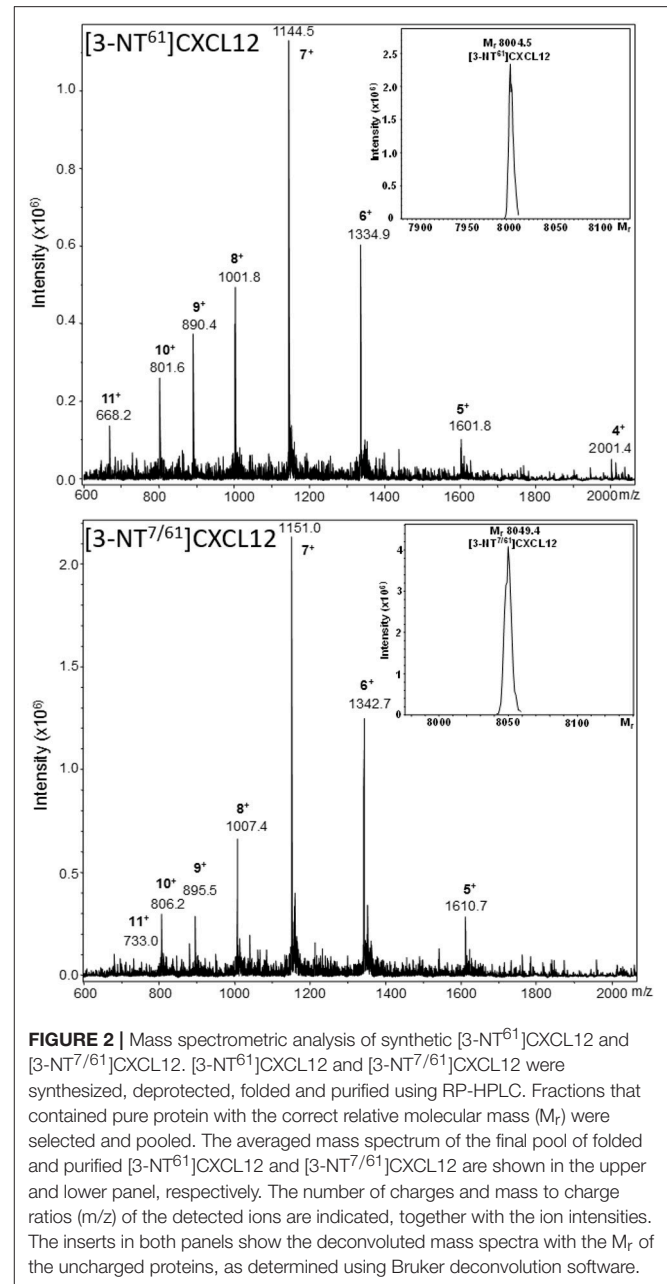 [3-NT⁶¹]CXCL12
1144.5
7⁺
6⁺
1334.9
8⁺
1001.8
9⁺
890.4
10⁺
801.6
11⁺
668.2
5⁺
1601.8
4⁺
2001.4
Intensity (x10⁶)
1.0
0.8
0.6
0.4
0.2
0.0
600 800 1000 1200 1400 1600 1800 2000 m/z
Mᵣ 8004.5
[3-NT⁶¹]CXCL12
Intensity (x10⁶)
2.5
2.0
1.5
1.0
0.5
0
7900 7950 8000 8050 8100 Mᵣ
[3-NT⁷/⁶¹]CXCL12
1151.0
7⁺
6⁺
1342.7
8⁺
1007.4
9⁺
895.5
10⁺
806.2
11⁺
733.0
5⁺
1610.7
Intensity (x10⁶)
2.0
1.5
1.0
0.5
0.0
600 800 1000 1200 1400 1600 1800 2000 m/z
Mᵣ 8049.4
[3-NT⁷/⁶¹]CXCL12
Intensity (x10⁶)
4
3
2
1
0
8000 8050 8100 Mᵣ
FIGURE 2 | Mass spectrometric analysis of synthetic [3-NT⁶¹]CXCL12 and
[3-NT⁷/⁶¹]CXCL12. [3-NT⁶¹]CXCL12 and [3-NT⁷/⁶¹]CXCL12 were
synthesized, deprotected, folded and purified using RP-HPLC. Fractions that
contained pure protein with the correct relative molecular mass (Mᵣ) were
selected and pooled. The averaged mass spectrum of the final pool of folded
and purified [3-NT⁶¹]CXCL12 and [3-NT⁷/⁶¹]CXCL12 are shown in the upper
and lower panel, respectively. The number of charges and mass to charge
ratios (m/z) of the detected ions are indicated, together with the ion intensities.
The inserts in both panels show the deconvoluted mass spectra with the Mᵣ of
the uncharged proteins, as determined using Bruker deconvolution software.